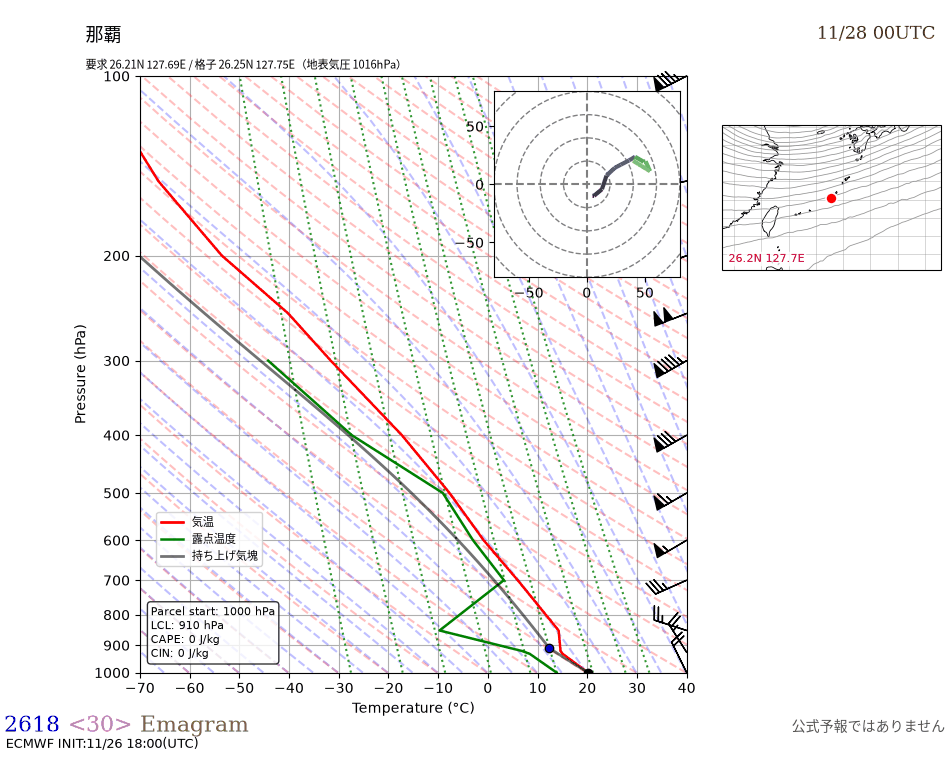 那覇
11/28 00UTC
要求 26.21N 127.69E / 格子 26.25N 127.75E（地表気圧 1016hPa）
100
200
300
400
500
600
700
800
900
1000
Pressure (hPa)
50
0
−50
−50 0 50
26.2N 127.7E
気温
露点温度
持ち上げ気塊
Parcel start: 1000 hPa
LCL: 910 hPa
CAPE: 0 J/kg
CIN: 0 J/kg
−70 −60 −50 −40 −30 −20 −10 0 10 20 30 40
Temperature (°C)
2618 <30> Emagram
公式予報ではありません
ECMWF INIT:11/26 18:00(UTC)